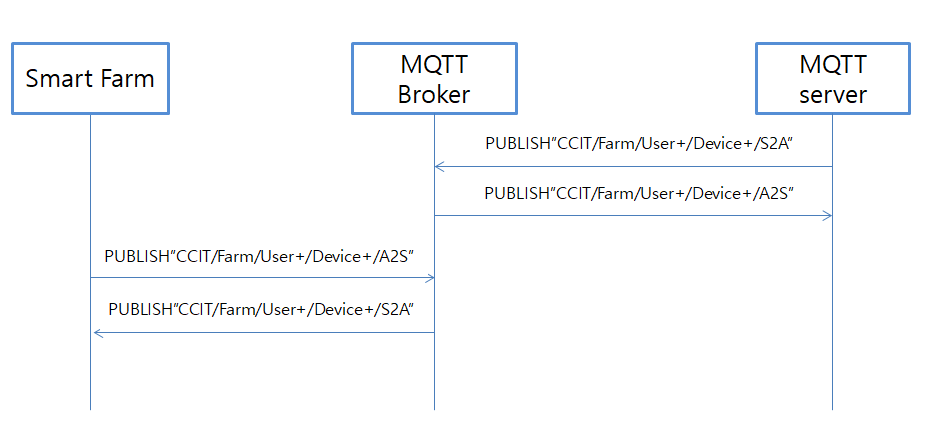 Smart Farm
MQTT
Broker
MQTT
server
PUBLISH”CCIT/Farm/User+/Device+/S2A”
PUBLISH”CCIT/Farm/User+/Device+/A2S”
PUBLISH”CCIT/Farm/User+/Device+/A2S”
PUBLISH”CCIT/Farm/User+/Device+/S2A”